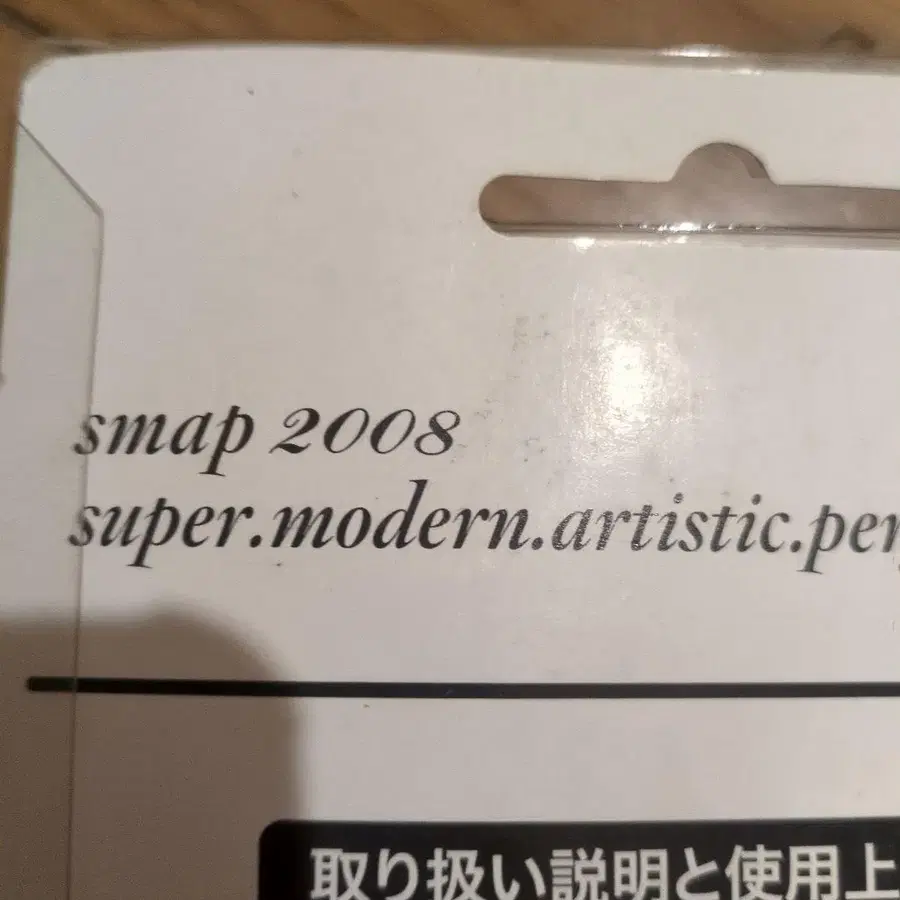 smap 2008
super.modern.artistic.per
取り扱い説明と使用上